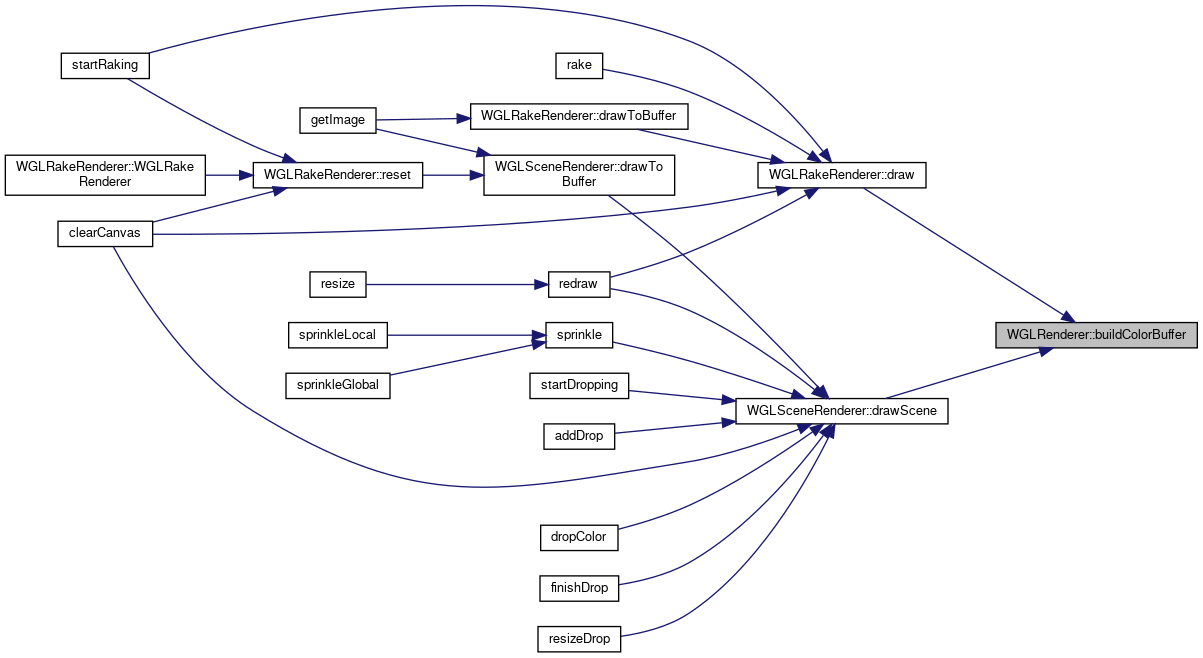 startRaking
rake
WGLRakeRenderer::drawToBuffer
getImage
WGLRakeRenderer::WGLRake
Renderer
WGLRakeRenderer::reset
WGLSceneRenderer::drawTo
Buffer
WGLRakeRenderer::draw
clearCanvas
resize
redraw
sprinkleLocal
sprinkle
WGLRenderer::buildColorBuffer
sprinkleGlobal
startDropping
WGLSceneRenderer::drawScene
addDrop
dropColor
finishDrop
resizeDrop